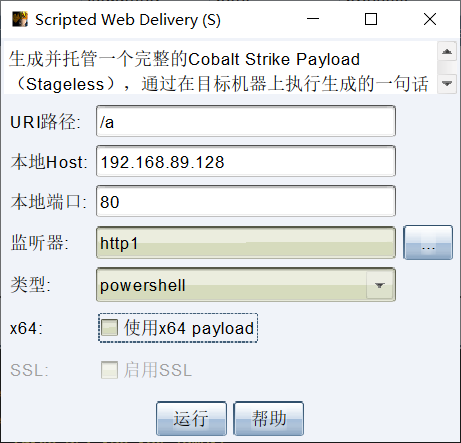 Scripted Web Delivery (S)
生成并托管一个完整的Cobalt Strike Payload
（Stageless），通过在目标机器上执行生成的一句话
URI路径: /a
本地Host: 192.168.89.128
本地端口: 80
监听器: http1 ...
类型: powershell
x64: 使用x64 payload
SSL: 启用SSL
运行 帮助